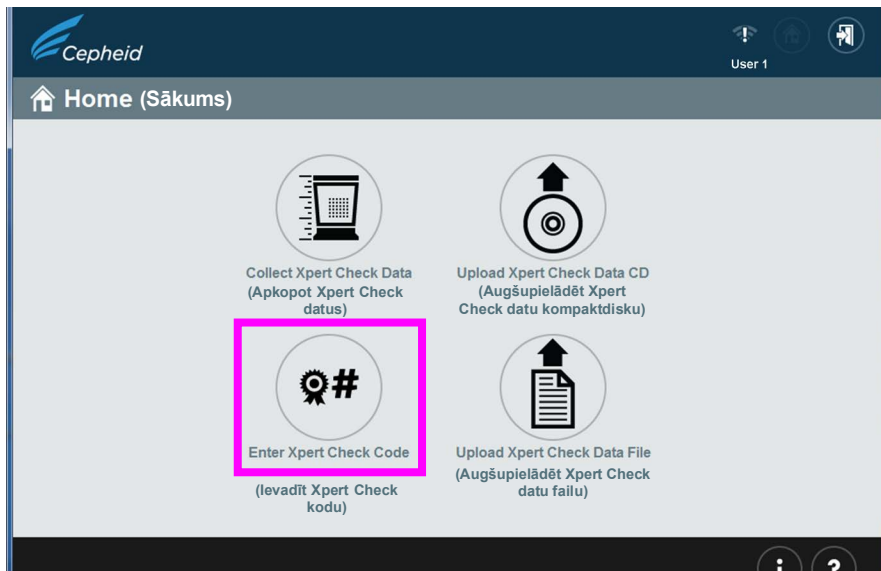 Cepheid
User 1
Home (Sākums)
Collect Xpert Check Data
(Apkopot Xpert Check
datus)
Upload Xpert Check Data CD
(Augšupielādēt Xpert
Check datu kompaktdisku)
#
Enter Xpert Check Code
(Ievadīt Xpert Check
kodu)
Upload Xpert Check Data File
(Augšupielādēt Xpert Check
datu failu)
i ?